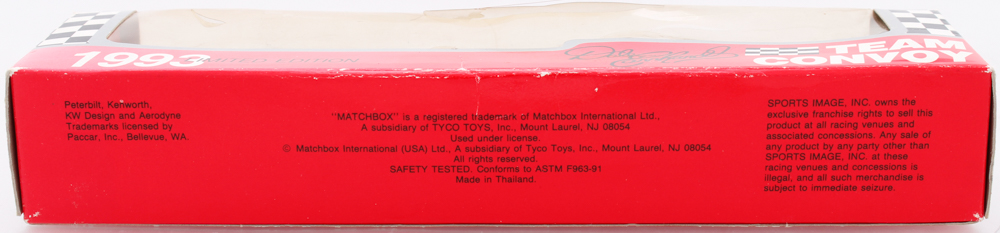 1993 LIMITED EDITION
TEAM
CONVOY
Peterbilt, Kenworth,
KW Design and Aerodyne
Trademarks licensed by
Paccar, Inc., Bellevue, WA.
"MATCHBOX" is a registered trademark of Matchbox International Ltd.,
A subsidiary of TYCO TOYS, Inc., Mount Laurel, NJ 08054
Used under license.
© Matchbox International (USA) Ltd., A subsidiary of Tyco Toys, Inc., Mount Laurel, NJ 08054
All rights reserved.
SAFETY TESTED. Conforms to ASTM F963-91
Made in Thailand.
SPORTS IMAGE, INC. owns the
exclusive franchise rights to sell this
product at all racing venues and
associated concessions. Any sale of
any product by any party other than
SPORTS IMAGE, INC. at these
racing venues and concessions is
illegal, and all such merchandise is
subject to immediate seizure.